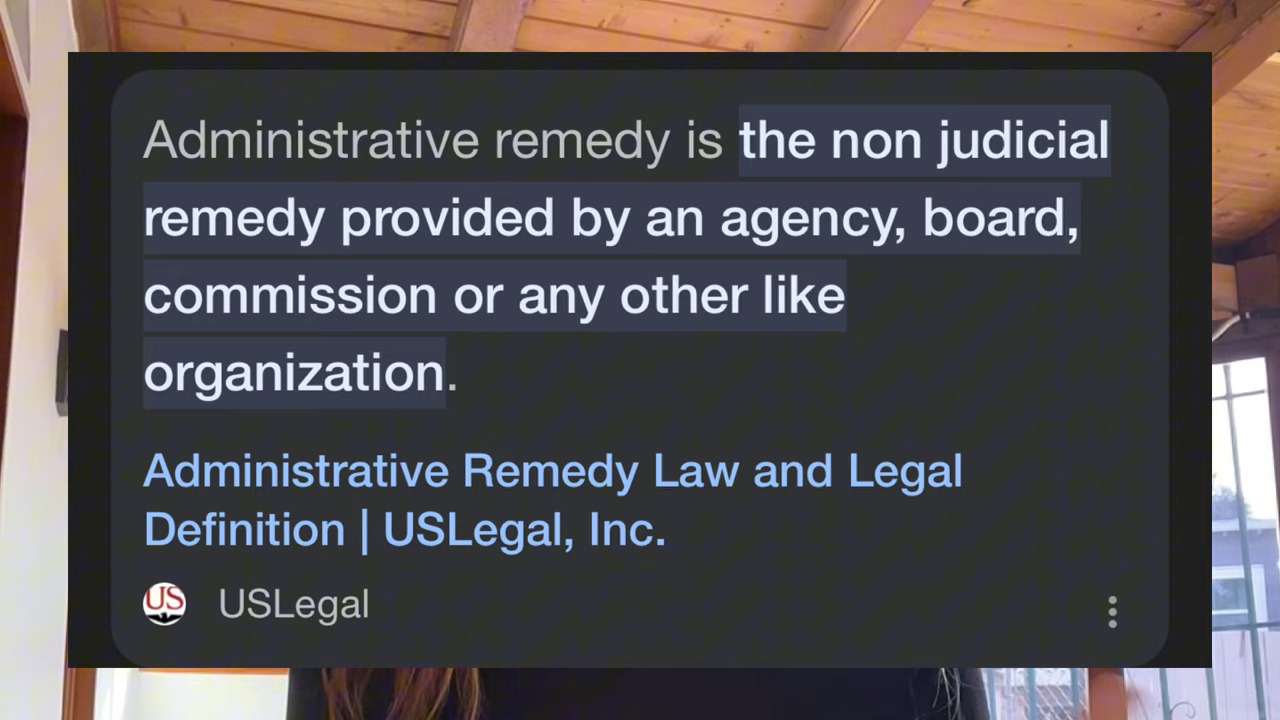 Administrative remedy is the non judicial
remedy provided by an agency, board,
commission or any other like
organization.
Administrative Remedy Law and Legal
Definition | USLegal, Inc.
US
USLegal